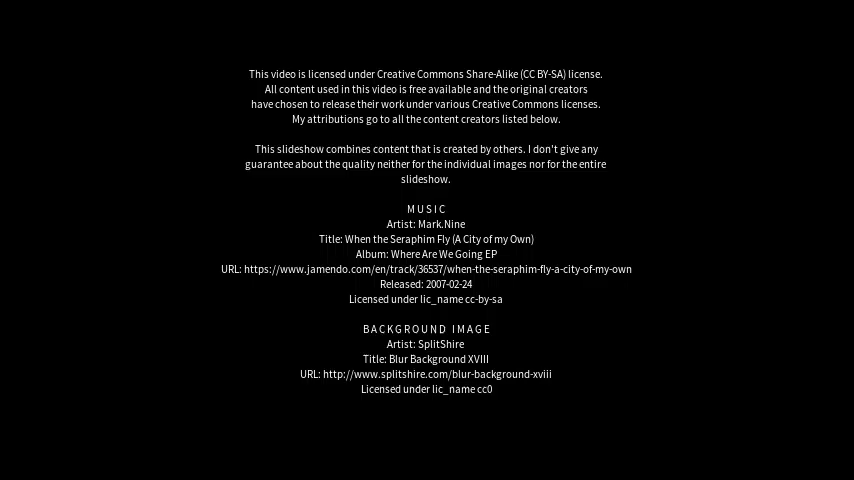 This video is licensed under Creative Commons Share-Alike (CC BY-SA) license.
All content used in this video is free available and the original creators
have chosen to release their work under various Creative Commons licenses.
My attributions go to all the content creators listed below.
This slideshow combines content that is created by others. I don't give any
guarantee about the quality neither for the individual images nor for the entire
slideshow.
MUSIC
Artist: Mark.Nine
Title: When the Seraphim Fly (A City of my Own)
Album: Where Are We Going EP
URL: https://www.jamendo.com/en/track/36537/when-the-seraphim-fly-a-city-of-my-own
Released: 2007-02-24
Licensed under lic_name cc-by-sa
BACKGROUND IMAGE
Artist: SplitShire
Title: Blur Background XVIII
URL: http://www.splitshire.com/blur-background-xviii
Licensed under lic_name cc0